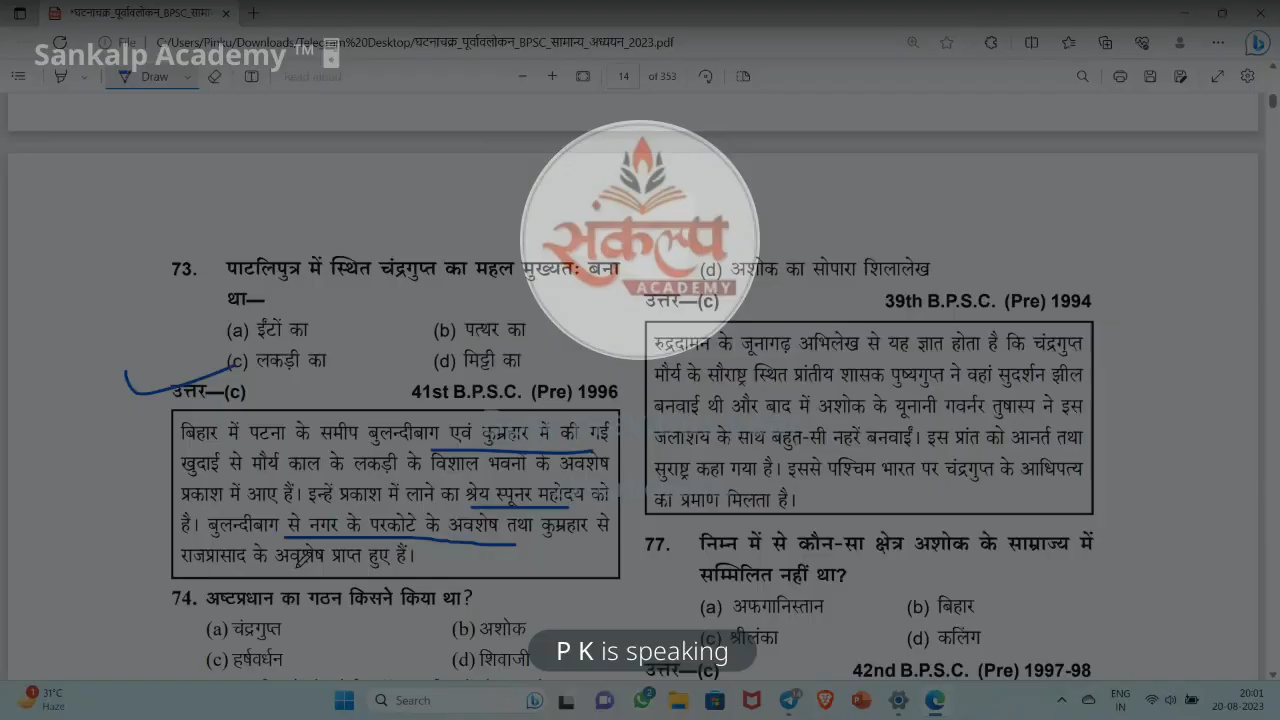 *घटनाचक्र_पूर्वावलोकन_BPSC_सामा
File
C:/Users/Pinku/Downloads/Telegram%20Desktop/घटनाचक्र_पूर्वावलोकन_BPSC_सामान्य_अध्ययन_2023.pdf
Sankalp Academy™
Draw
Read aloud
14 of 353
संकल्प
ACADEMY
73. पाटलिपुत्र में स्थित चंद्रगुप्त का महल मुख्यतः बना
था—
(a) ईंटों का (b) पत्थर का
(c) लकड़ी का (d) मिट्टी का
उत्तर—(c) 41st B.P.S.C. (Pre) 1996
बिहार में पटना के समीप बुलन्दीबाग एवं कुम्रहार में की गई
खुदाई से मौर्य काल के लकड़ी के विशाल भवनों के अवशेष
प्रकाश में आए हैं। इन्हें प्रकाश में लाने का श्रेय स्पूनर महोदय को
है। बुलन्दीबाग से नगर के परकोटे के अवशेष तथा कुम्रहार से
राजप्रासाद के अवशेष प्राप्त हुए हैं।
74. अष्टप्रधान का गठन किसने किया था?
(a) चंद्रगुप्त (b) अशोक
(c) हर्षवर्धन (d) शिवाजी
(d) अशोक का सोपारा शिलालेख
उत्तर—(c) 39th B.P.S.C. (Pre) 1994
रुद्रदामन के जूनागढ़ अभिलेख से यह ज्ञात होता है कि चंद्रगुप्त
मौर्य के सौराष्ट्र स्थित प्रांतीय शासक पुष्यगुप्त ने वहां सुदर्शन झील
बनवाई थी और बाद में अशोक के यूनानी गवर्नर तुषास्प ने इस
जलाशय के साथ बहुत-सी नहरें बनवाईं। इस प्रांत को आनर्त तथा
सुराष्ट्र कहा गया है। इससे पश्चिम भारत पर चंद्रगुप्त के आधिपत्य
का प्रमाण मिलता है।
77. निम्न में से कौन-सा क्षेत्र अशोक के साम्राज्य में
सम्मिलित नहीं था?
(a) अफगानिस्तान (b) बिहार
(c) श्रीलंका (d) कलिंग
उत्तर—(c) 42nd B.P.S.C. (Pre) 1997-98
P K is speaking
31°C
Haze
Search
ENG
IN
20:01
20-08-2023